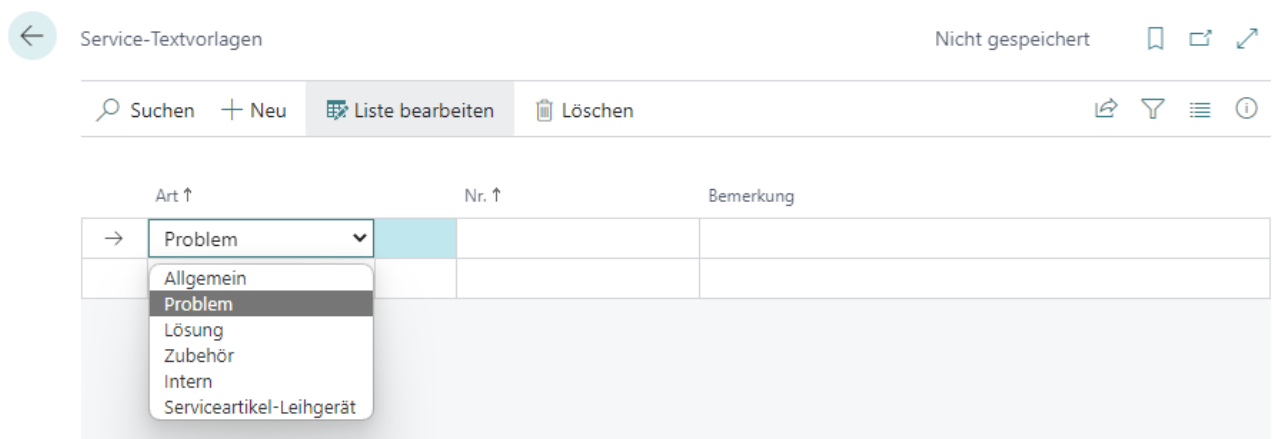 Service-Textvorlagen Nicht gespeichert
Suchen Neu Liste bearbeiten Löschen
Art ↑ Nr. ↑ Bemerkung
Problem
Allgemein
Problem
Lösung
Zubehör
Intern
Serviceartikel-Leihgerät